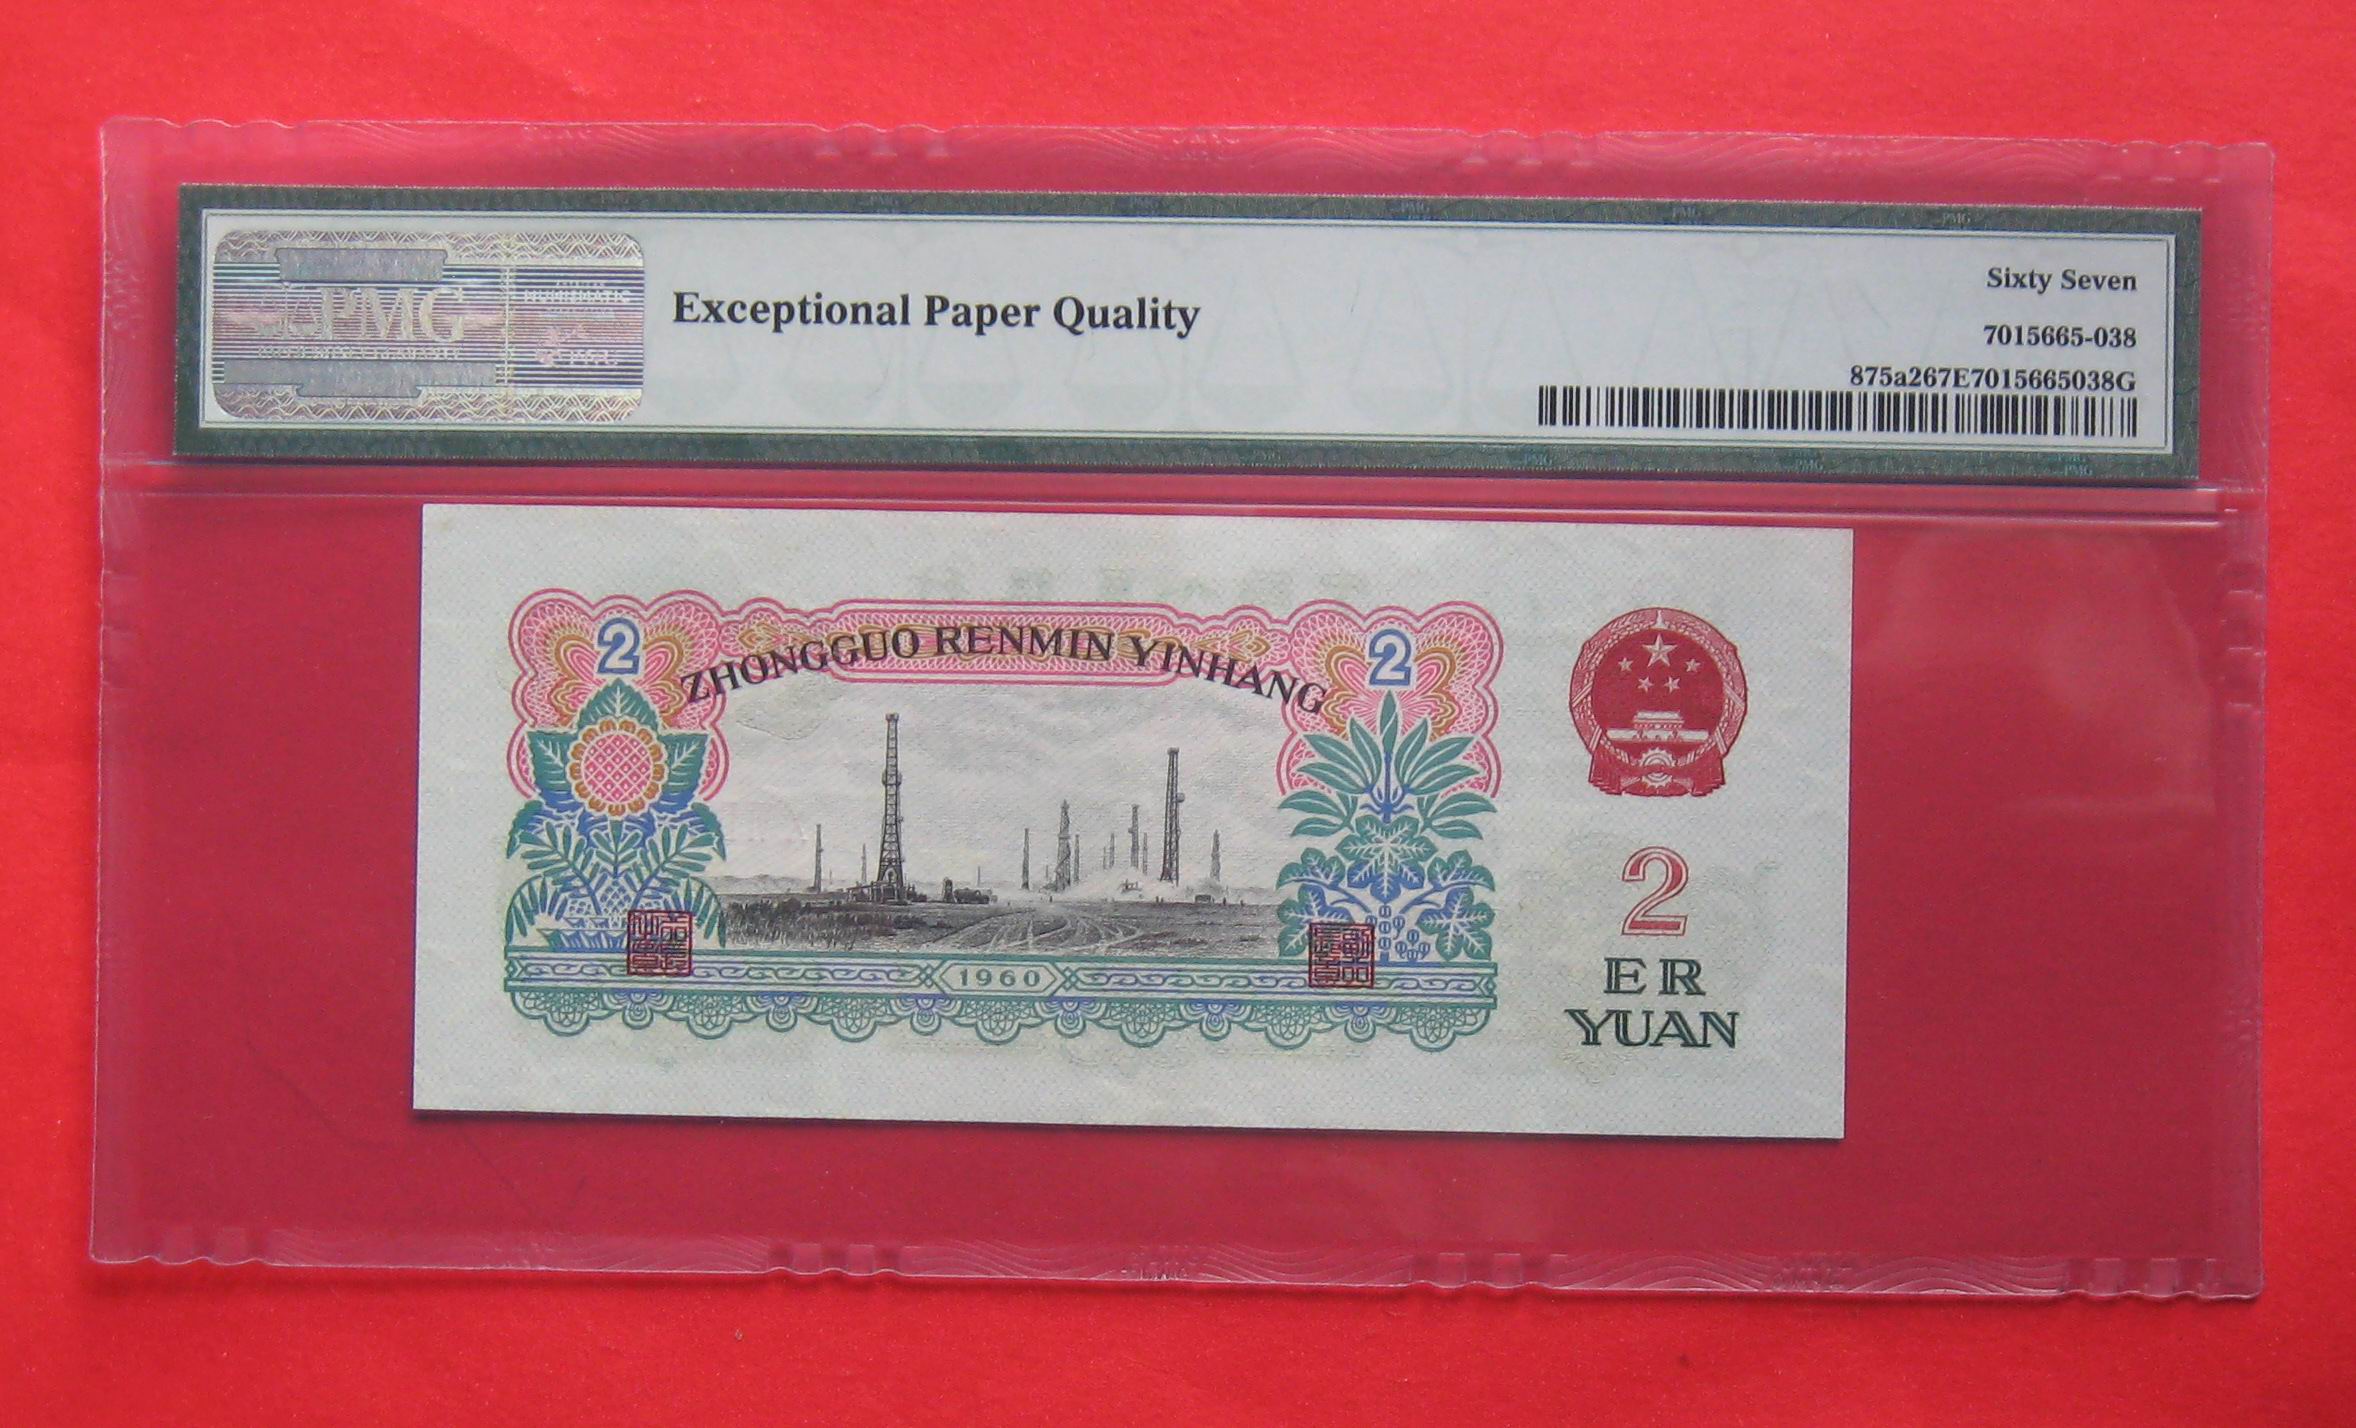 PMG
Exceptional Paper Quality
Sixty Seven
7015665-038
875a267E7015665038G
2
ZHONGGUO RENMIN YINHANG
2
1960
2
ER
YUAN